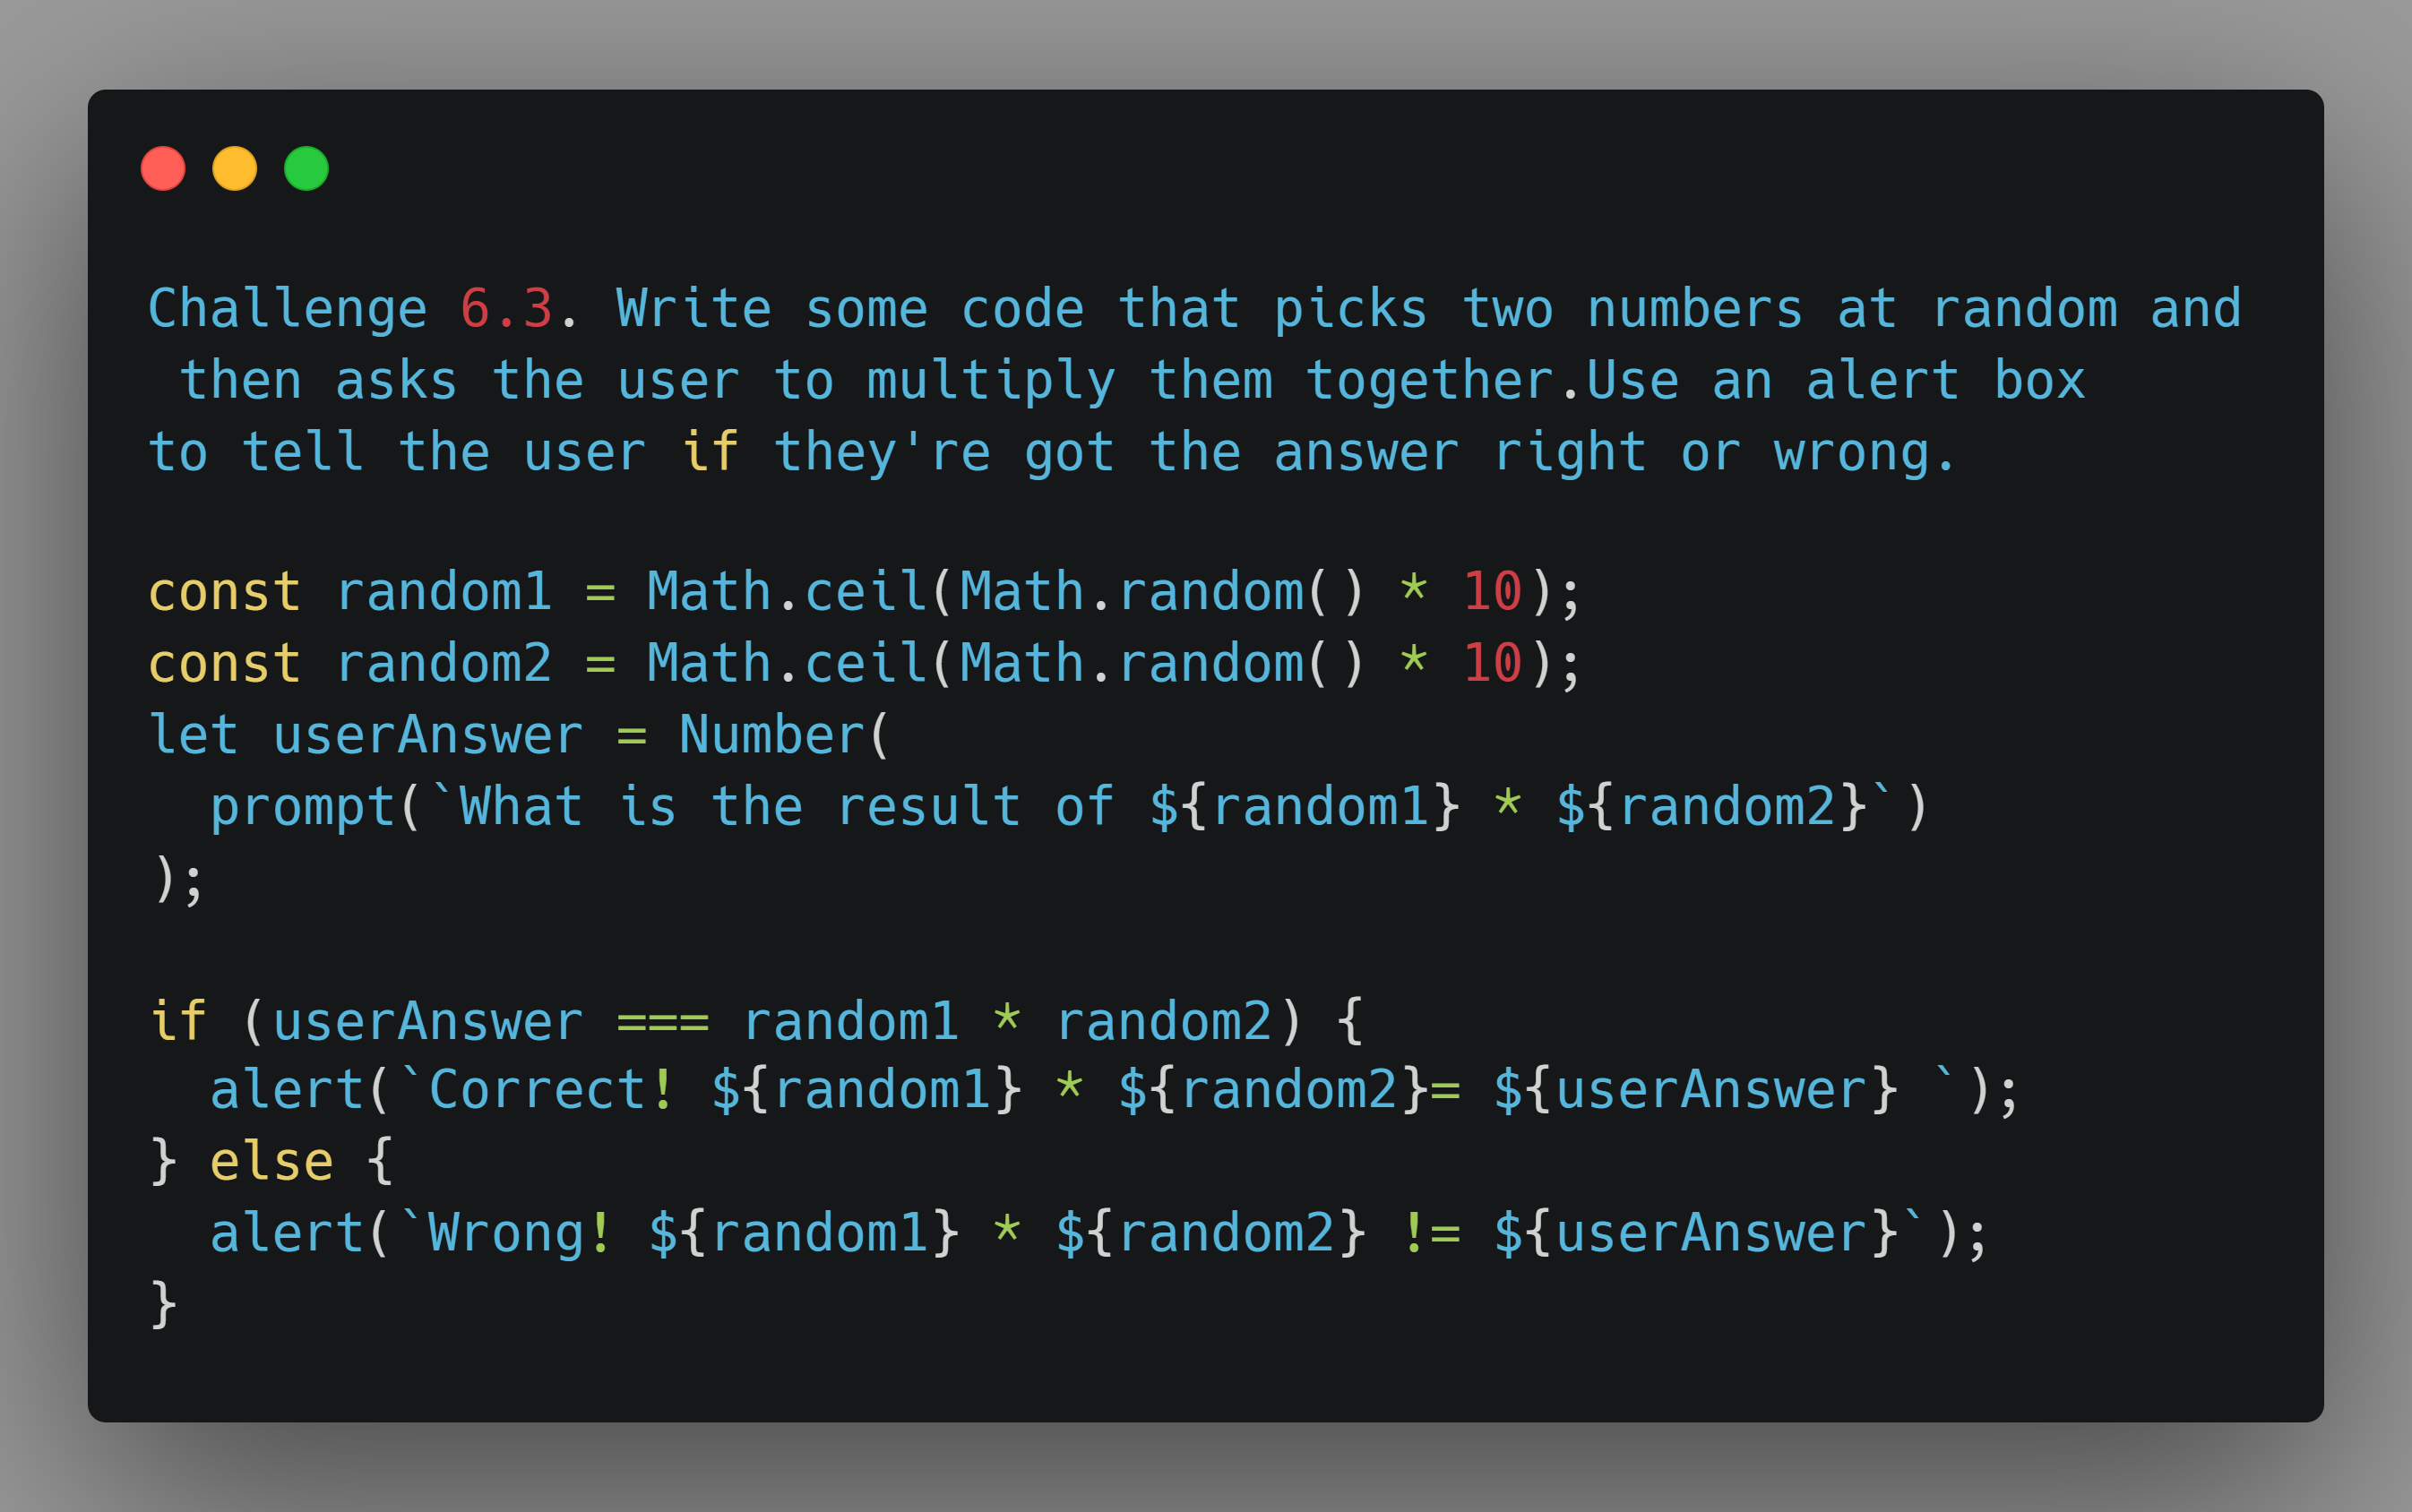 Challenge 6.3. Write some code that picks two numbers at random and
 then asks the user to multiply them together.Use an alert box
to tell the user if they're got the answer right or wrong.

const random1 = Math.ceil(Math.random() * 10);
const random2 = Math.ceil(Math.random() * 10);
let userAnswer = Number(
  prompt(`What is the result of ${random1} * ${random2}`)
);

if (userAnswer === random1 * random2) {
  alert(`Correct! ${random1} * ${random2}= ${userAnswer} `);
} else {
  alert(`Wrong! ${random1} * ${random2} != ${userAnswer}`);
}